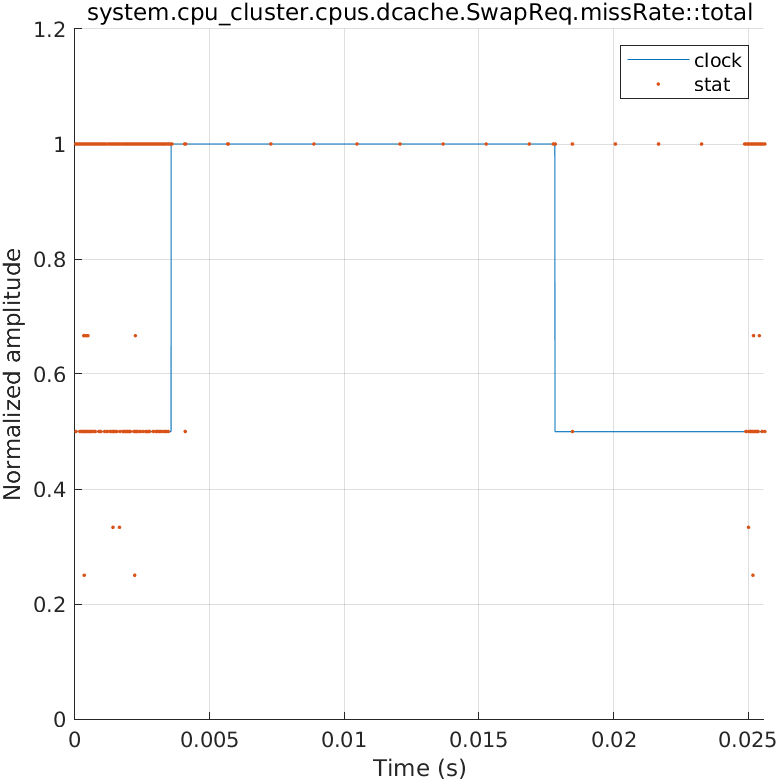 system.cpu_cluster.cpus.dcache.SwapReq.missRate::total
1.2
clock
stat
1
0.8
0.6
0.4
0.2
0
Normalized amplitude
0 0.005 0.01 0.015 0.02 0.025
Time (s)